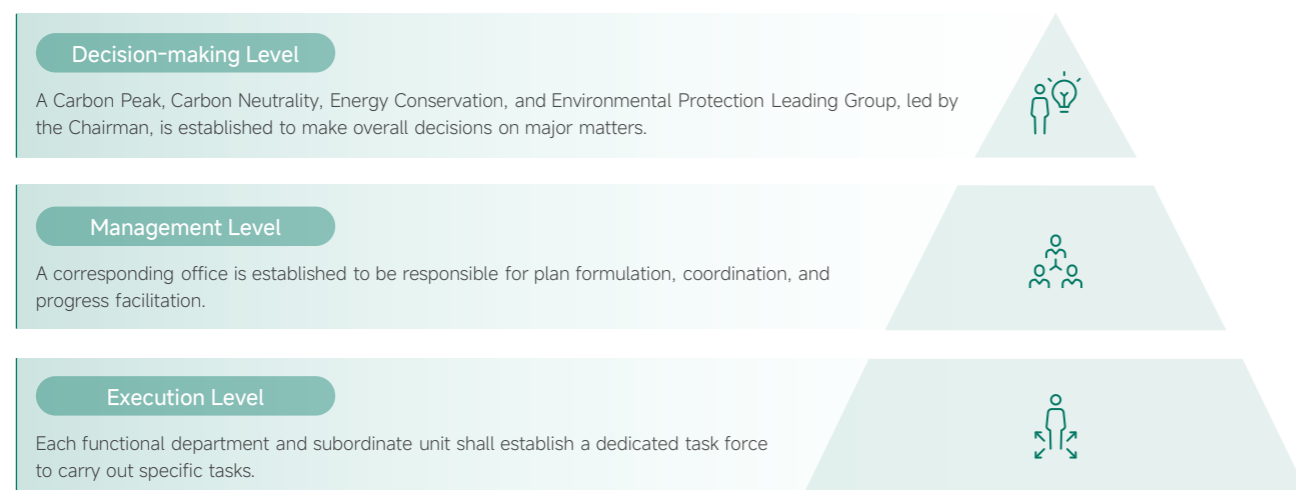 Decision-making Level
A Carbon Peak, Carbon Neutrality, Energy Conservation, and Environmental Protection Leading Group, led by
the Chairman, is established to make overall decisions on major matters.
Management Level
A corresponding office is established to be responsible for plan formulation, coordination, and
progress facilitation.
Execution Level
Each functional department and subordinate unit shall establish a dedicated task force
to carry out specific tasks.